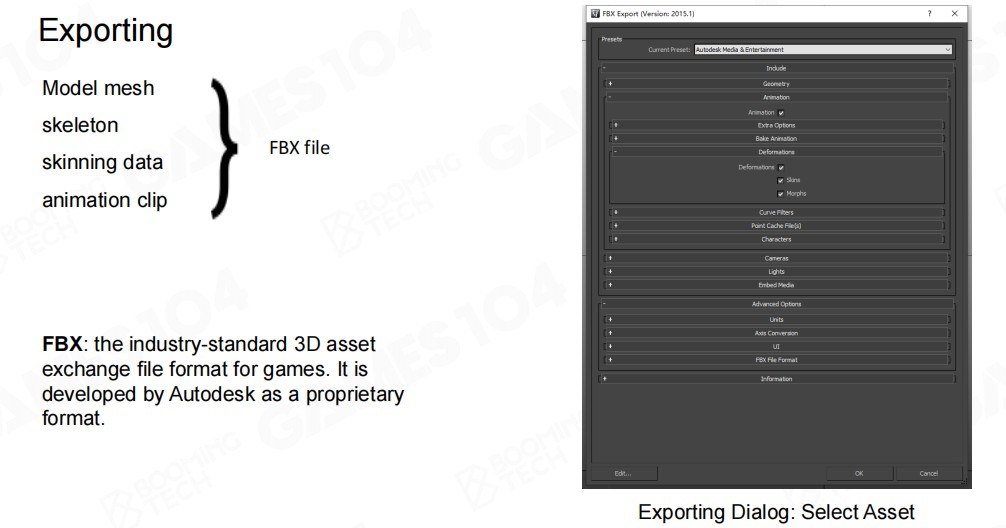 Exporting
Model mesh
skeleton
skinning data
animation clip
FBX file
FBX: the industry-standard 3D asset
exchange file format for games. It is
developed by Autodesk as a proprietary
format.
FBX Export (Version: 2015.1)
Presets
Current Preset: Autodesk Media & Entertainment
Include
Geometry
Animation
Animation
Extra Options
Bake Animation
Deformations
Deformations
Skins
Morphs
Curve Filters
Point Cache File(s)
Characters
Cameras
Lights
Embed Media
Advanced Options
Units
Axis Conversion
UI
FBX File Format
Information
Edit...
OK
Cancel
Exporting Dialog: Select Asset
GAMES104
BOOMING
TECH